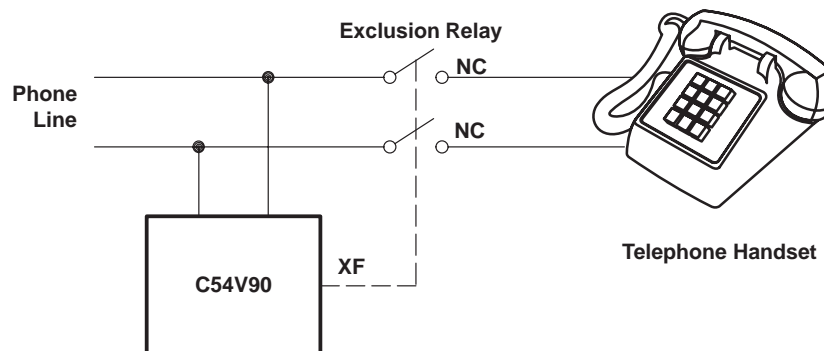 Exclusion Relay
NC
Phone
Line
NC
XF
C54V90
Telephone Handset